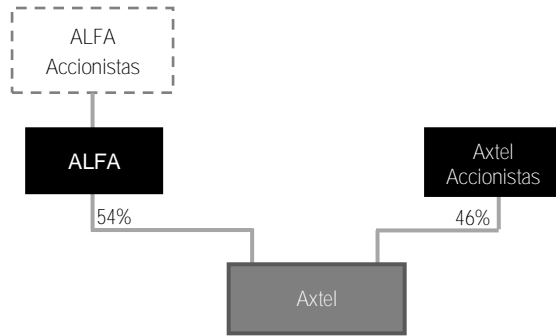 ALFA
Accionistas
ALFA
Axtel
Accionistas
54%
46%
Axtel